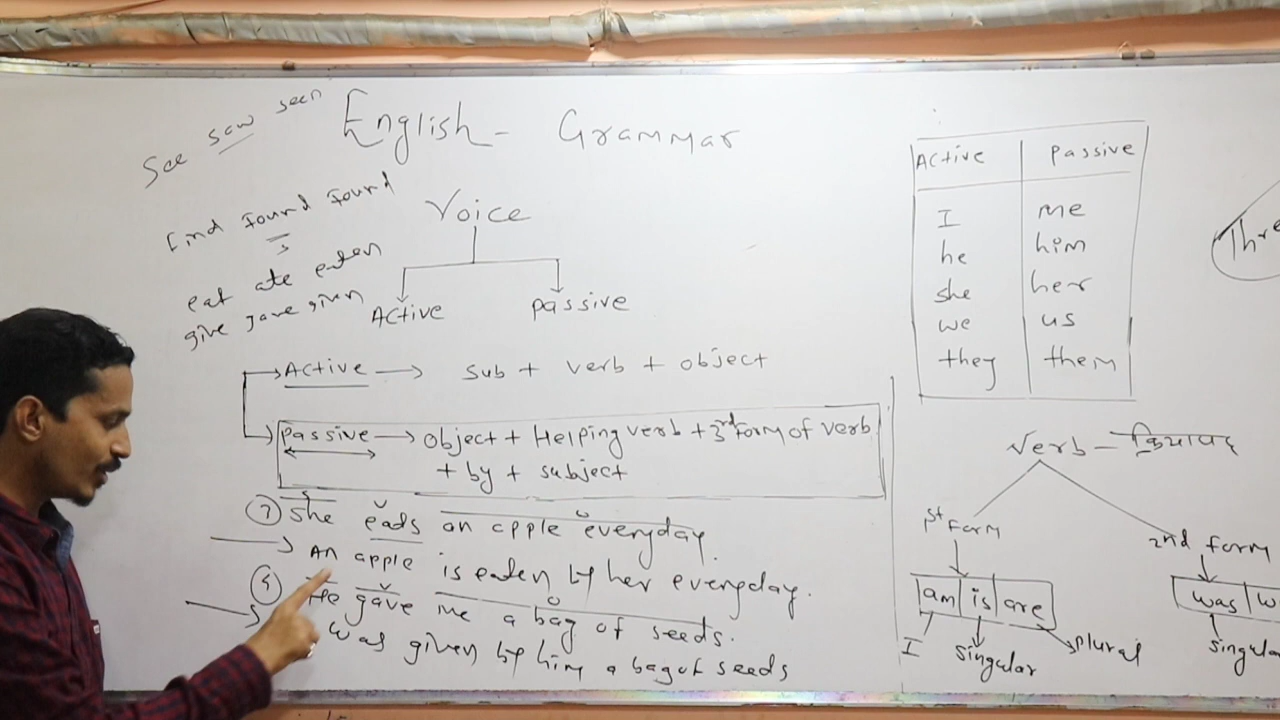 See saw seen
English - Grammar
find found found
eat ate eaten
give gave given
Voice
Active
passive
Active → sub + verb + object
passive → object + Helping verb + 3rd form of verb
+ by + subject
She eads an apple everyday.
An apple is eaten by her everyday.
He gave me a bag of seeds.
was given by him a bag of seeds
Active passive
I me
he him
she her
we us
they them
Thre
Verb - क्रियापद
1st form
2nd form
am is are
was w
I singular plural
singular